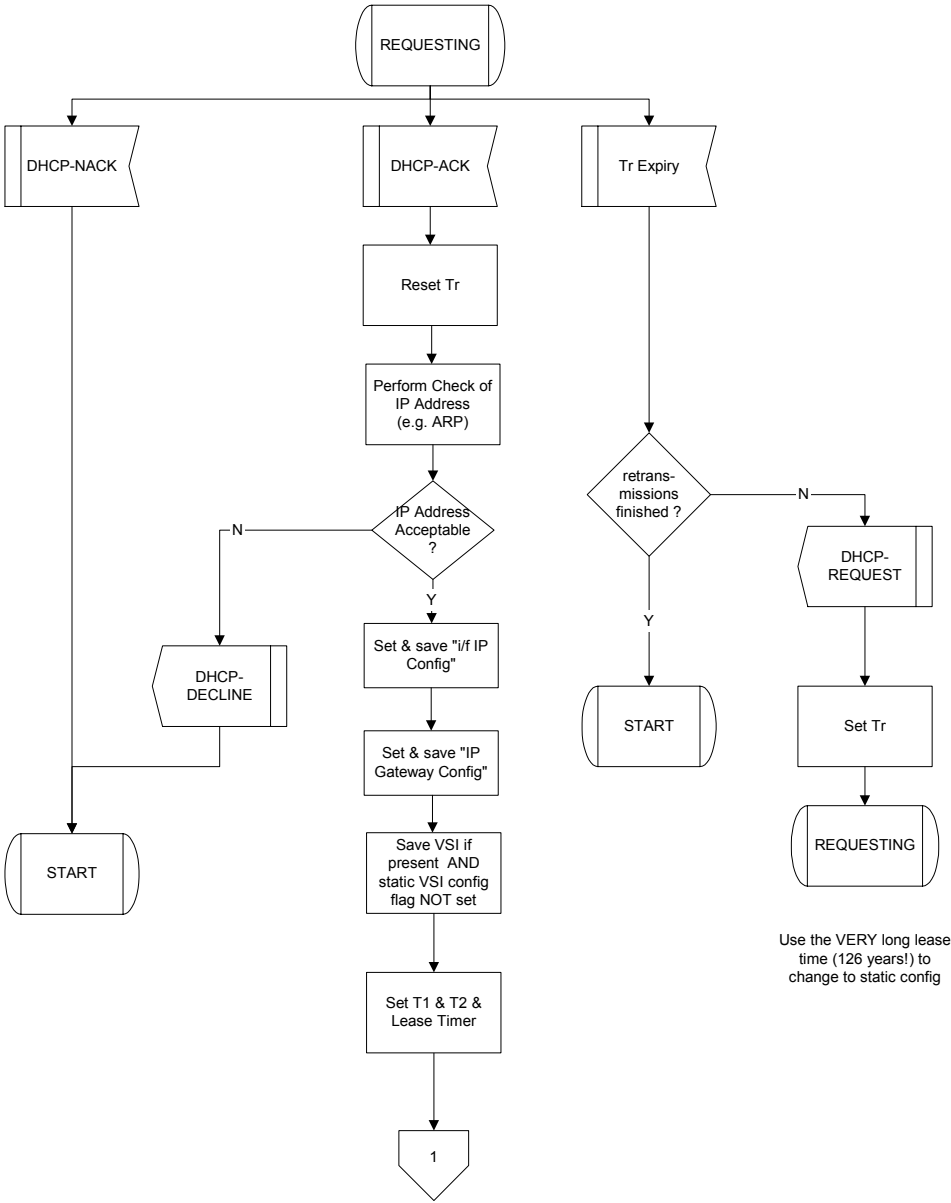 REQUESTING
DHCP-NACK
DHCP-ACK
Tr Expiry
Reset Tr
Perform Check of
IP Address
(e.g. ARP)
IP Address
Acceptable
?
N
Y
retrans-
missions
finished ?
N
Y
DHCP-
REQUEST
Set & save "i/f IP
Config"
DHCP-
DECLINE
START
Set Tr
Set & save "IP
Gateway Config"
START
Save VSI if
present AND
static VSI config
flag NOT set
REQUESTING
Use the VERY long lease
time (126 years!) to
change to static config
Set T1 & T2 &
Lease Timer
1